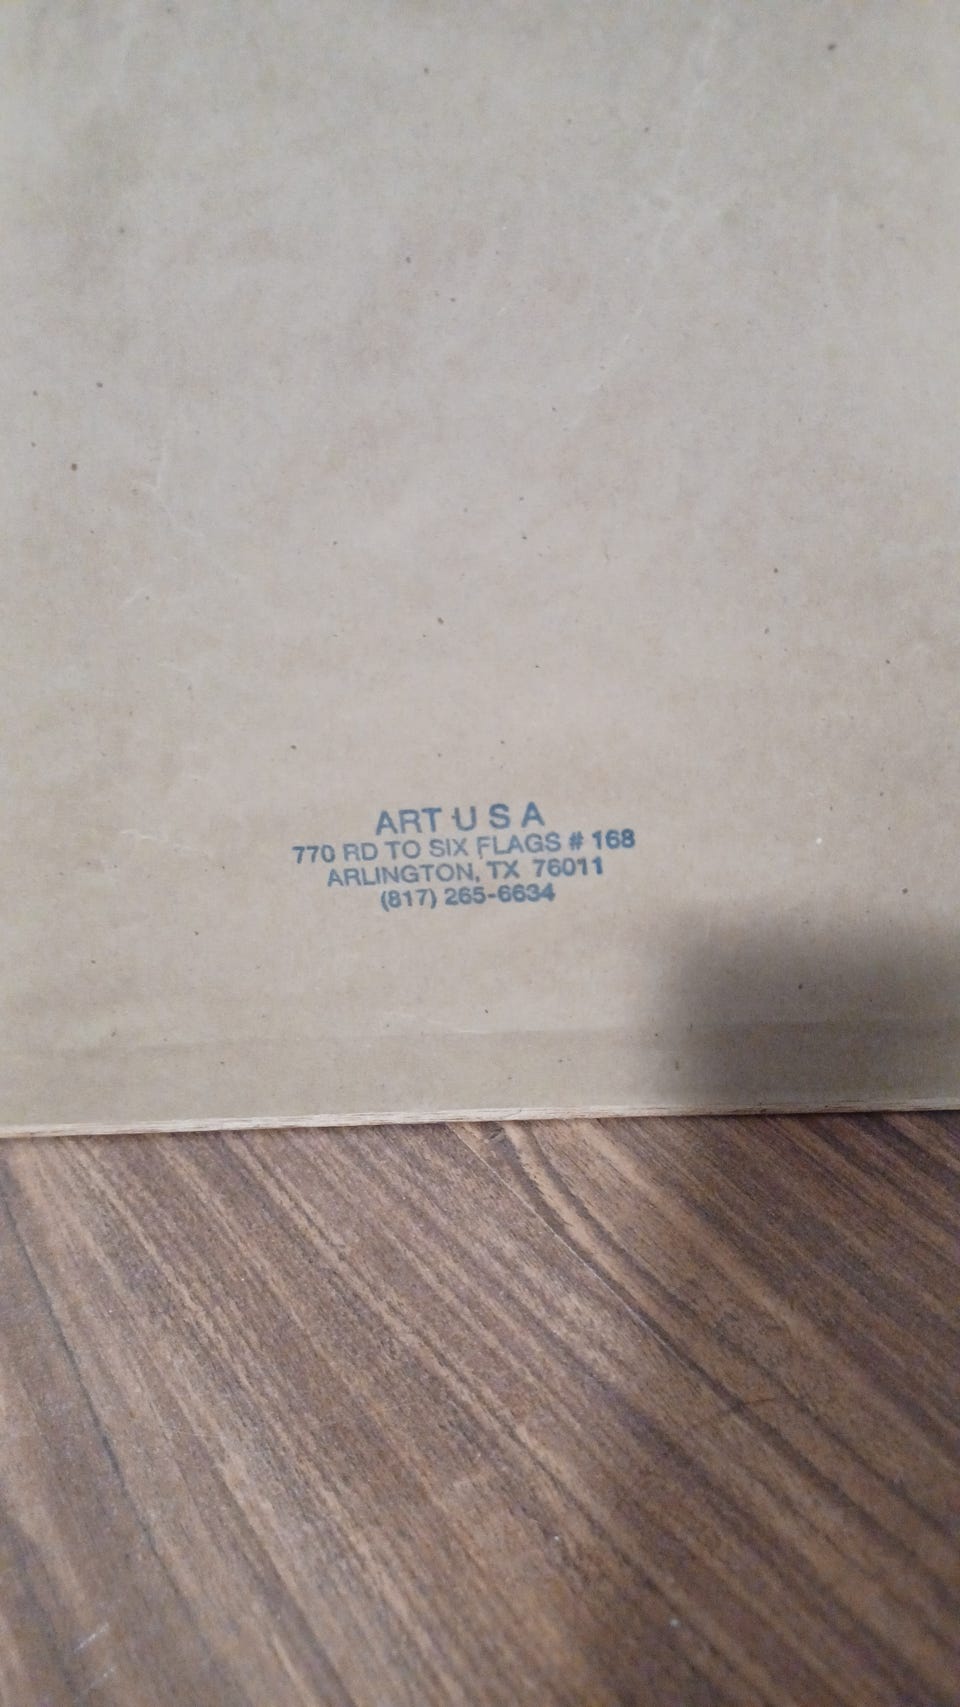 ART U S A
770 RD TO SIX FLAGS # 168
ARLINGTON, TX 76011
(817) 265-6634